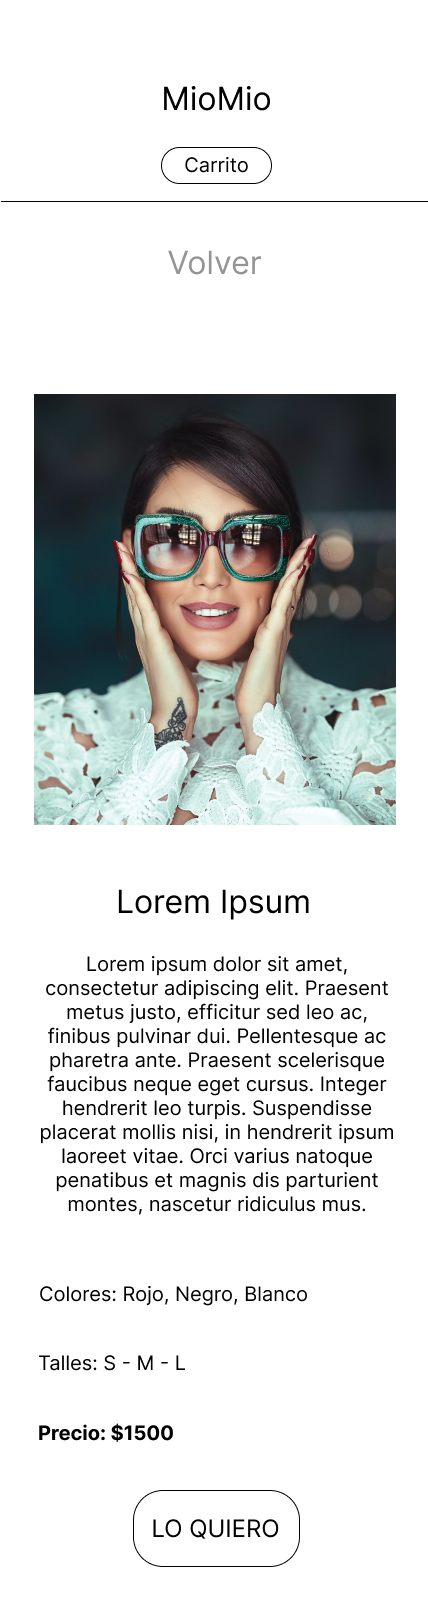 MioMio
Carrito
Volver
Lorem Ipsum
Lorem ipsum dolor sit amet,
consectetur adipiscing elit. Praesent
metus justo, efficitur sed leo ac,
finibus pulvinar dui. Pellentesque ac
pharetra ante. Praesent scelerisque
faucibus neque eget cursus. Integer
hendrerit leo turpis. Suspendisse
placerat mollis nisi, in hendrerit ipsum
laoreet vitae. Orci varius natoque
penatibus et magnis dis parturient
montes, nascetur ridiculus mus.
Colores: Rojo, Negro, Blanco
Talles: S - M - L
Precio: $1500
LO QUIERO